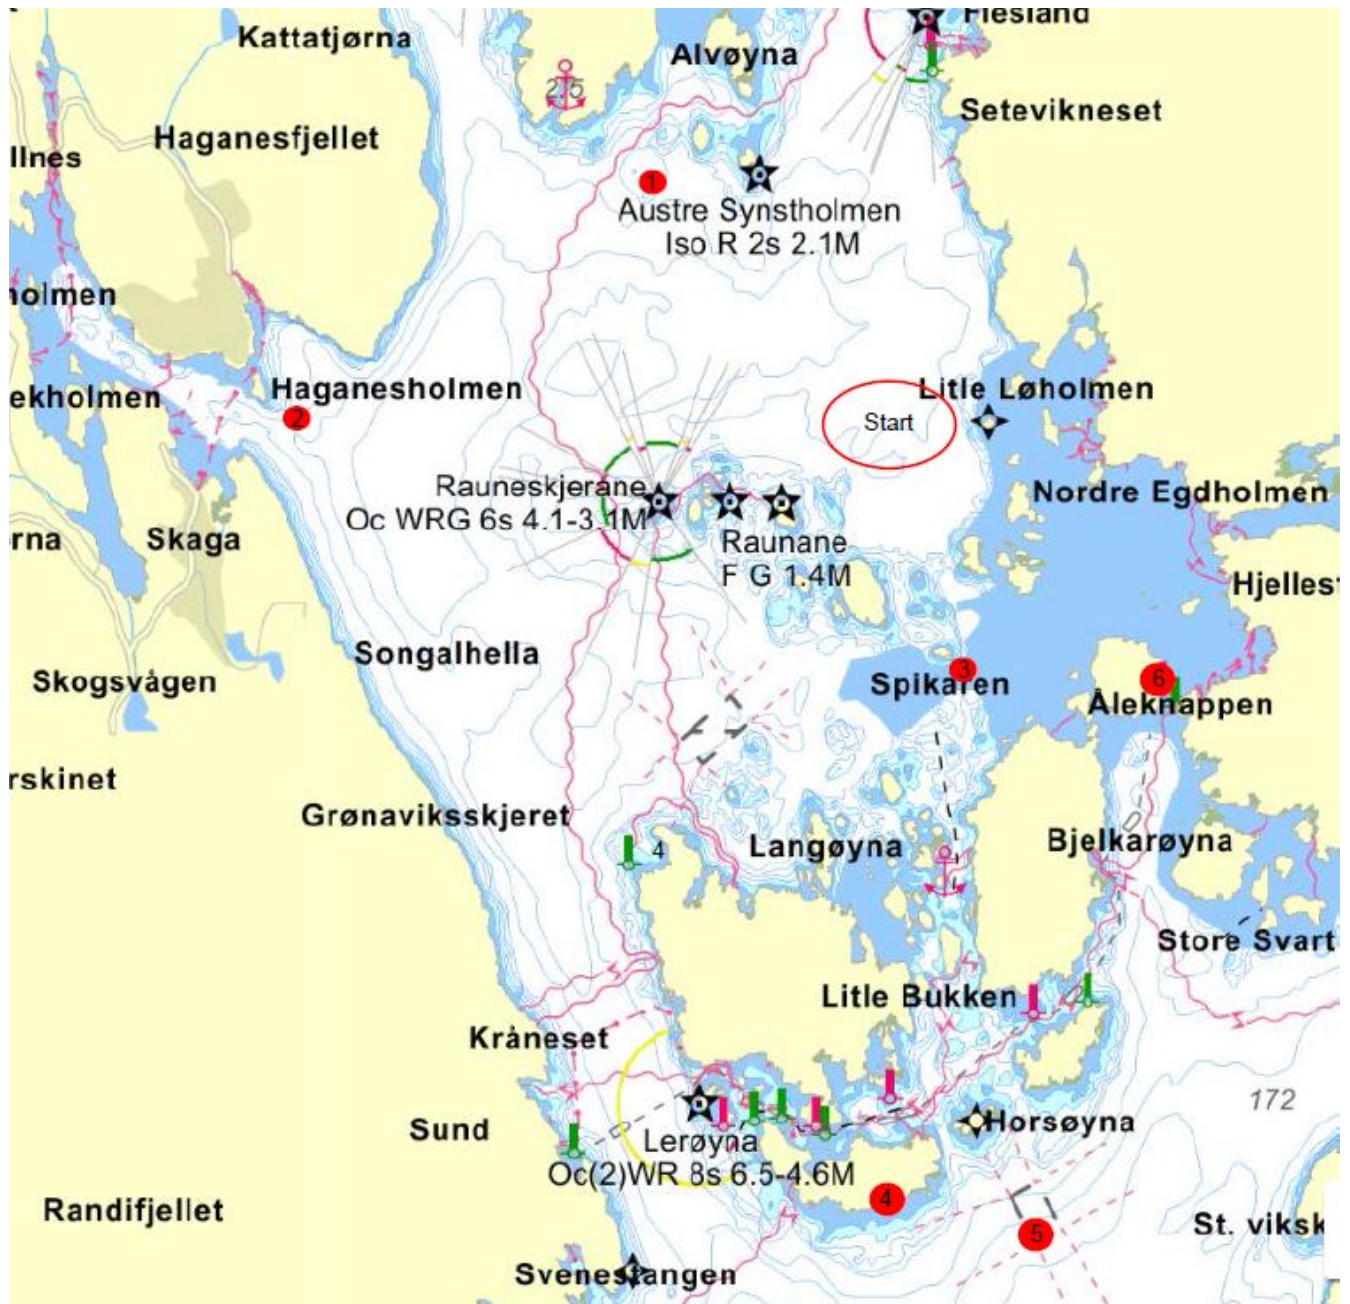 Flesland
Kattatjørna
Alvøyna
2.5
Setevikneset
Haganesfjellet
llnes
1
Austre Synstholmen
Iso R 2s 2.1M
holmen
Haganesholmen
Litle Løholmen
ekholmen
2
Start
Rauneskjerane
Oc WRG 6s 4.1-3.1M
Nordre Egdholmen
rna
Skaga
Raunane
F G 1.4M
Hjelles
Songalhella
Skogsvågen
3
Spikaren
6
Åleknappen
rskinet
Grønaviksskjeret
4
Langøyna
Bjelkarøyna
Store Svart
Litle Bukken
Kråneset
172
Sund
Horsøyna
Lerøyna
Oc(2)WR 8s 6.5-4.6M
4
Randifjellet
5
St. viksk
Svenestangen